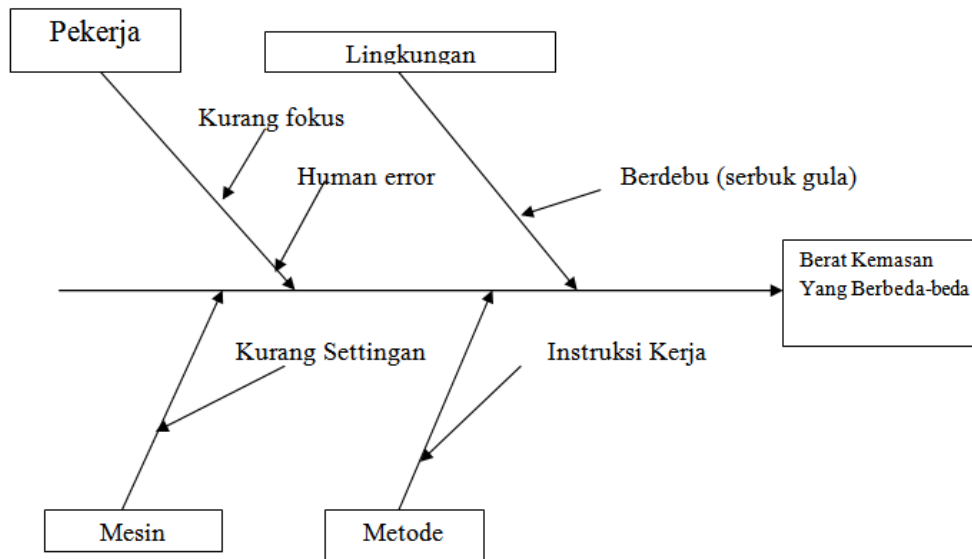 Pekerja
Lingkungan
Kurang fokus
Human error
Berdebu (serbuk gula)
Berat Kemasan
Yang Berbeda-beda
Kurang Settingan
Instruksi Kerja
Mesin
Metode